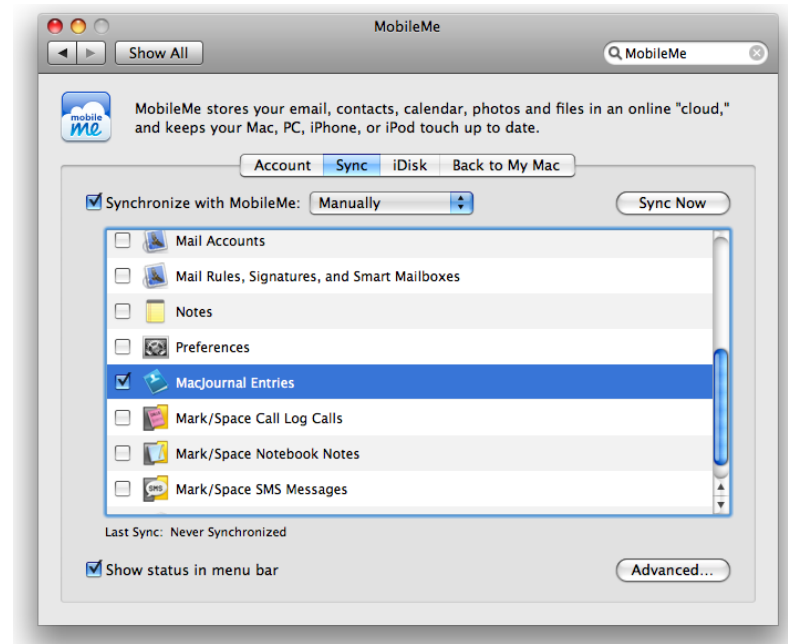 MobileMe
Show All
MobileMe
mobile
me
MobileMe stores your email, contacts, calendar, photos and files in an online "cloud,"
and keeps your Mac, PC, iPhone, or iPod touch up to date.
Account Sync iDisk Back to My Mac
Synchronize with MobileMe: Manually Sync Now
Mail Accounts
Mail Rules, Signatures, and Smart Mailboxes
Notes
Preferences
MacJournal Entries
Mark/Space Call Log Calls
Mark/Space Notebook Notes
SMS
Mark/Space SMS Messages
Last Sync: Never Synchronized
Show status in menu bar
Advanced...